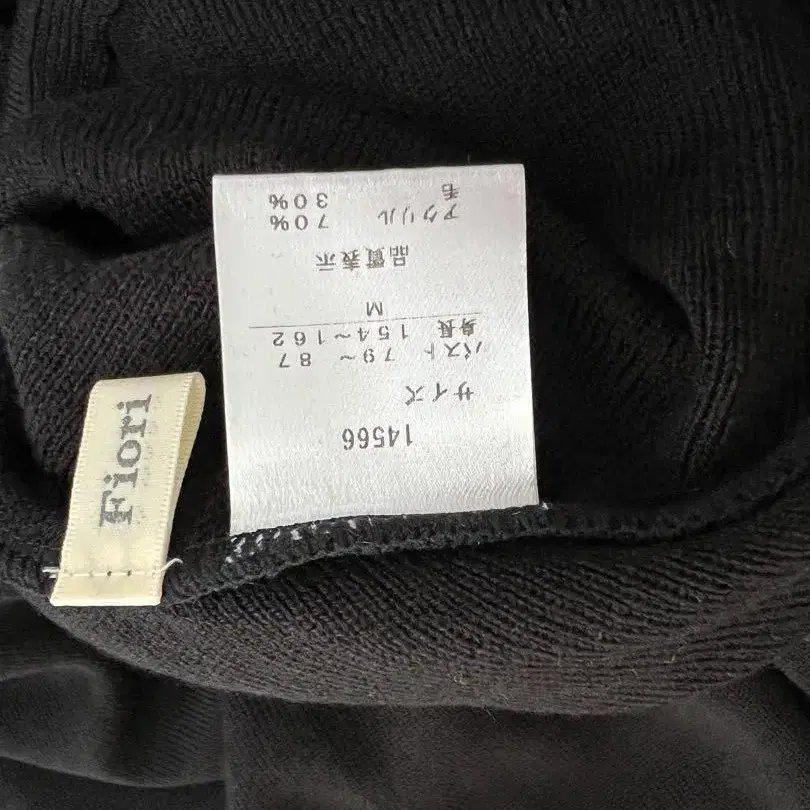 14566
サイズ
バスト 79～ 87
身長 154～162
M
品質表示
アクリル 70%
毛 30%
Fiori